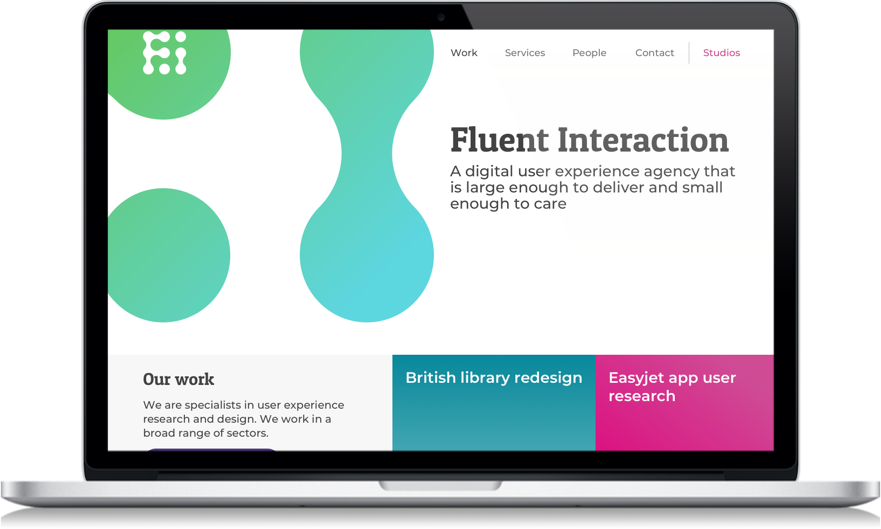 Work
Services
People
Contact
Studios
Fluent Interaction
A digital user experience agency that
is large enough to deliver and small
enough to care
Our work
We are specialists in user experience
research and design. We work in a
broad range of sectors.
British library redesign
Easyjet app user
research